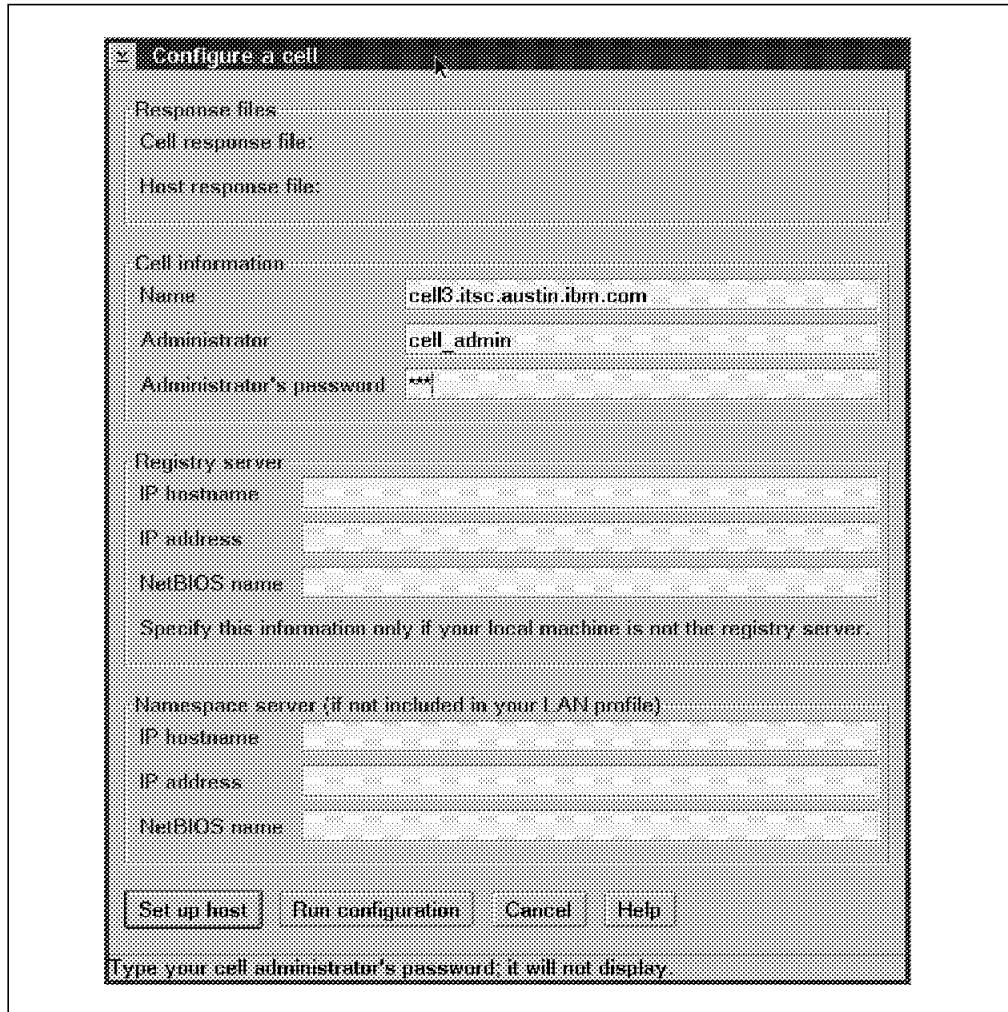 Configure a cell
Response files
Cell response file:
Host response file:
Cell information
Name cell3.itsc.austin.ibm.com
Administrator cell_admin
Administrator's password ***
Registry server
IP hostname
IP address
NetBIOS name
Specify this information only if your local machine is not the registry server.
Namespace server (if not included in your LAN profile)
IP hostname
IP address
NetBIOS name
Set up host Run configuration Cancel Help
Type your cell administrator's password; it will not display.